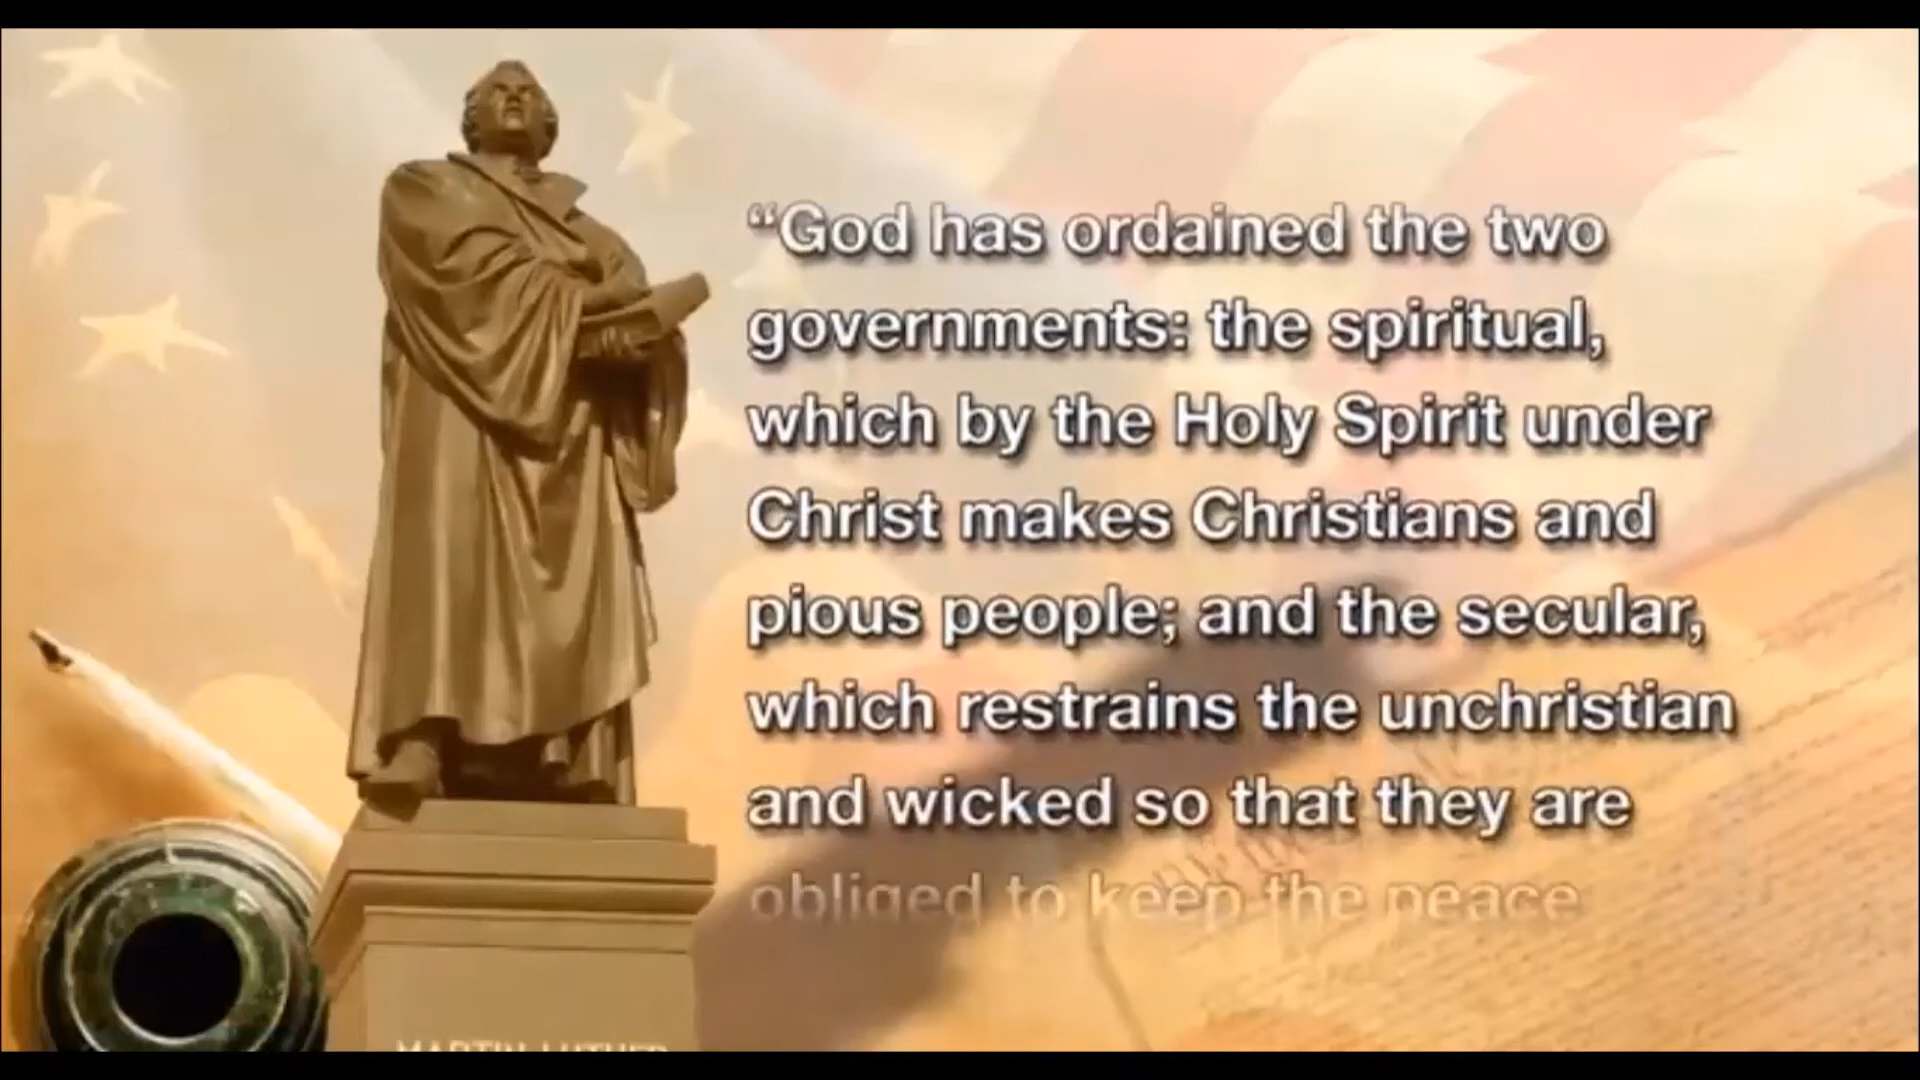 “God has ordained the two
governments: the spiritual,
which by the Holy Spirit under
Christ makes Christians and
pious people; and the secular,
which restrains the unchristian
and wicked so that they are
obliged to keep the peace
MARTIN LUTHER